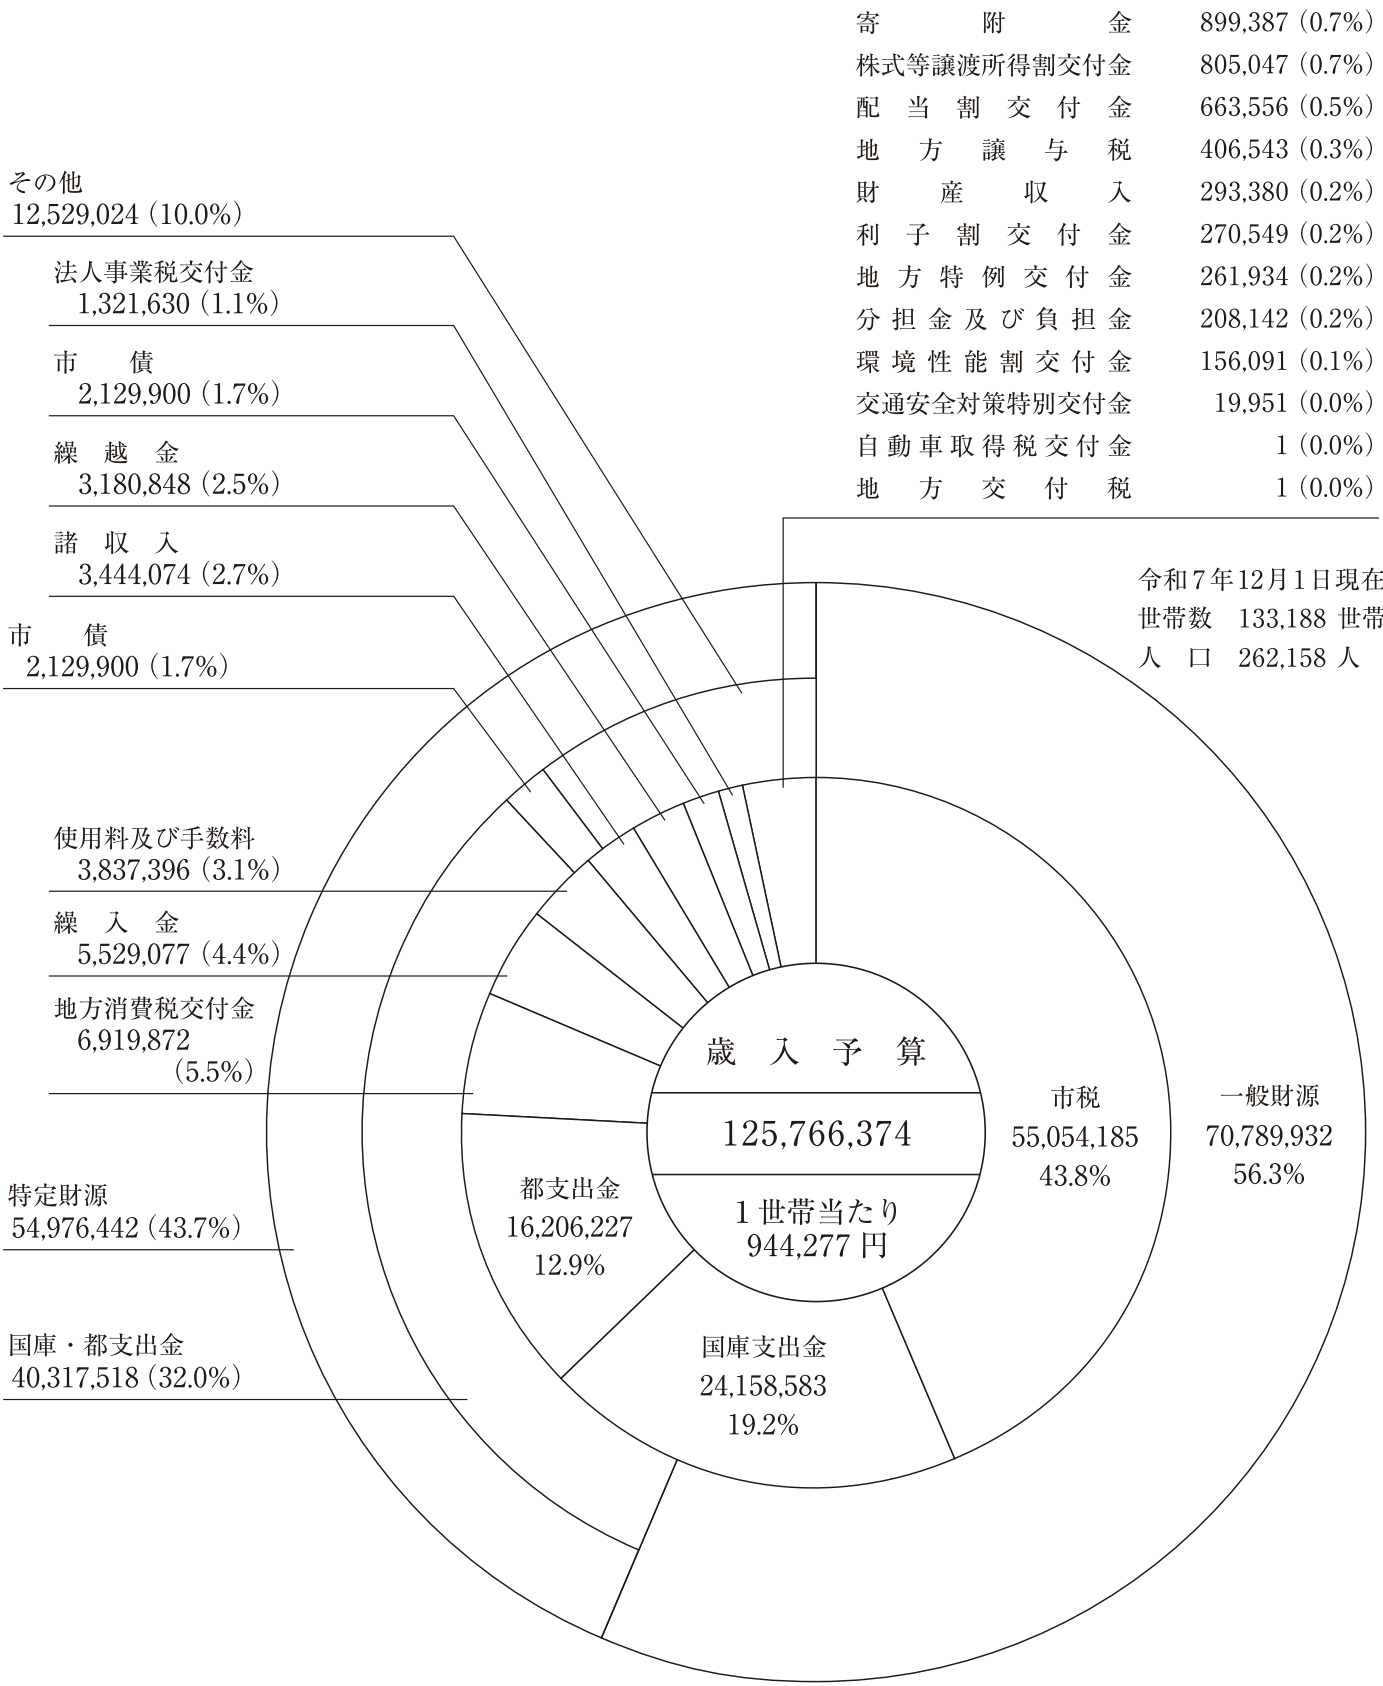 寄附金 899,387（0.7%）
株式等譲渡所得割交付金 805,047（0.7%）
配当割交付金 663,556（0.5%）
地方譲与税 406,543（0.3%）
財産収入 293,380（0.2%）
利子割交付金 270,549（0.2%）
地方特例交付金 261,934（0.2%）
分担金及び負担金 208,142（0.2%）
環境性能割交付金 156,091（0.1%）
交通安全対策特別交付金 19,951（0.0%）
自動車取得税交付金 1（0.0%）
地方交付税 1（0.0%）
令和7年12月1日現在
世帯数 133,188 世帯
人口 262,158 人
その他
12,529,024（10.0%）
法人事業税交付金
1,321,630（1.1%）
市債
2,129,900（1.7%）
繰越金
3,180,848（2.5%）
諸収入
3,444,074（2.7%）
市債
2,129,900（1.7%）
使用料及び手数料
3,837,396（3.1%）
繰入金
5,529,077（4.4%）
地方消費税交付金
6,919,872
（5.5%）
特定財源
54,976,442（43.7%）
国庫・都支出金
40,317,518（32.0%）
都支出金
16,206,227
12.9%
国庫支出金
24,158,583
19.2%
歳入予算
125,766,374
1世帯当たり
944,277 円
市税
55,054,185
43.8%
一般財源
70,789,932
56.3%